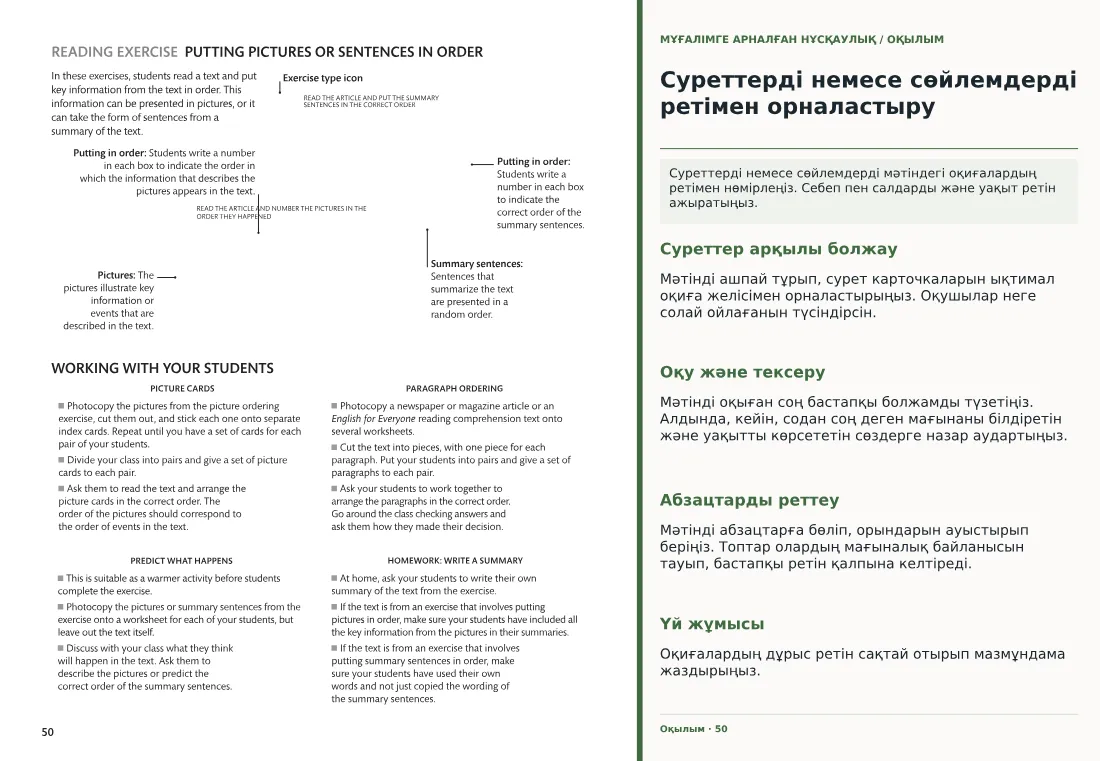 READING EXERCISE PUTTING PICTURES OR SENTENCES IN ORDER
In these exercises, students read a text and put
key information from the text in order. This
information can be presented in pictures, or it
can take the form of sentences from a
summary of the text.
Exercise type icon
READ THE ARTICLE AND PUT THE SUMMARY
SENTENCES IN THE CORRECT ORDER
Putting in order: Students write a number
in each box to indicate the order in
which the information that describes the
pictures appears in the text.
READ THE ARTICLE AND NUMBER THE PICTURES IN THE
ORDER THEY HAPPENED
Putting in order:
Students write a
number in each box
to indicate the
correct order of the
summary sentences.
Pictures: The
pictures illustrate key
information or
events that are
described in the text.
Summary sentences:
Sentences that
summarize the text
are presented in a
random order.
WORKING WITH YOUR STUDENTS
PICTURE CARDS
■ Photocopy the pictures from the picture ordering
exercise, cut them out, and stick each one onto separate
index cards. Repeat until you have a set of cards for each
pair of your students.
■ Divide your class into pairs and give a set of picture
cards to each pair.
■ Ask them to read the text and arrange the
picture cards in the correct order. The
order of the pictures should correspond to
the order of events in the text.
PARAGRAPH ORDERING
■ Photocopy a newspaper or magazine article or an
English for Everyone reading comprehension text onto
several worksheets.
■ Cut the text into pieces, with one piece for each
paragraph. Put your students into pairs and give a set of
paragraphs to each pair.
■ Ask your students to work together to
arrange the paragraphs in the correct order.
Go around the class checking answers and
ask them how they made their decision.
PREDICT WHAT HAPPENS
■ This is suitable as a warmer activity before students
complete the exercise.
■ Photocopy the pictures or summary sentences from the
exercise onto a worksheet for each of your students, but
leave out the text itself.
■ Discuss with your class what they think
will happen in the text. Ask them to
describe the pictures or predict the
correct order of the summary sentences.
HOMEWORK: WRITE A SUMMARY
■ At home, ask your students to write their own
summary of the text from the exercise.
■ If the text is from an exercise that involves putting
pictures in order, make sure your students have included all
the key information from the pictures in their summaries.
■ If the text is from an exercise that involves
putting summary sentences in order, make
sure your students have used their own
words and not just copied the wording of
the summary sentences.
50
МҰҒАЛІМГЕ АРНАЛҒАН НҰСҚАУЛЫҚ / ОҚЫЛЫМ
Суреттерді немесе сөйлемдерді
ретімен орналастыру
Суреттерді немесе сөйлемдерді мәтіндегі оқиғалардың
ретімен нөмірлеңіз. Себеп пен салдарды және уақыт ретін
ажыратыңыз.
Суреттер арқылы болжау
Мәтінді ашпай тұрып, сурет карточкаларын ықтимал
оқиға желісімен орналастырыңыз. Оқушылар неге
солай ойлағанын түсіндірсін.
Оқу және тексеру
Мәтінді оқыған соң бастапқы болжамды түзетіңіз.
Алдында, кейін, содан соң деген мағынаны білдіретін
және уақытты көрсететін сөздерге назар аудартыңыз.
Абзацтарды реттеу
Мәтінді абзацтарға бөліп, орындарын ауыстырып
беріңіз. Топтар олардың мағыналық байланысын
тауып, бастапқы ретін қалпына келтіреді.
Үй жұмысы
Оқиғалардың дұрыс ретін сақтай отырып мазмұндама
жаздырыңыз.
Оқылым · 50